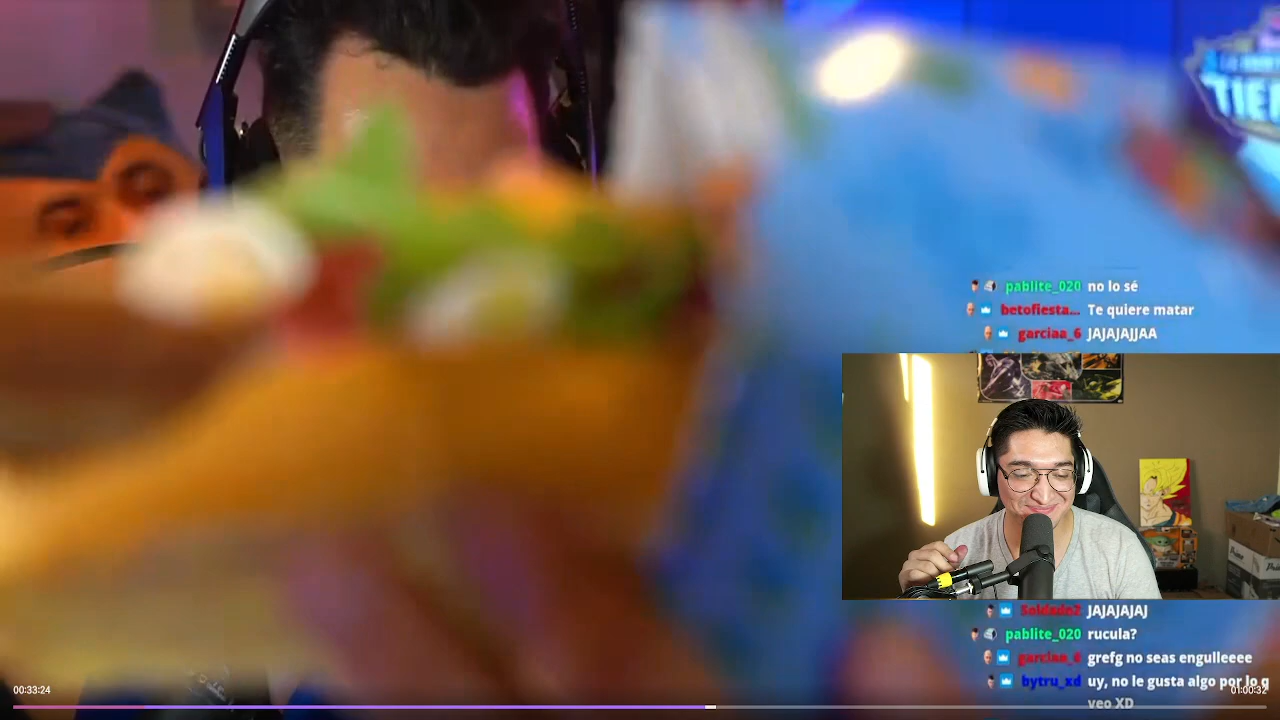 TIE
pablite_020 no lo sé
betofiesta... Te quiere matar
garciaa_6 JAJAJAJJAA
JAJAJAJAJ
pablite_020 rucula?
garciaa_6 grefg no seas engulleeee
bytru_xd uy, no le gusta algo por lo q
veo XD
00:33:24
01:00:32